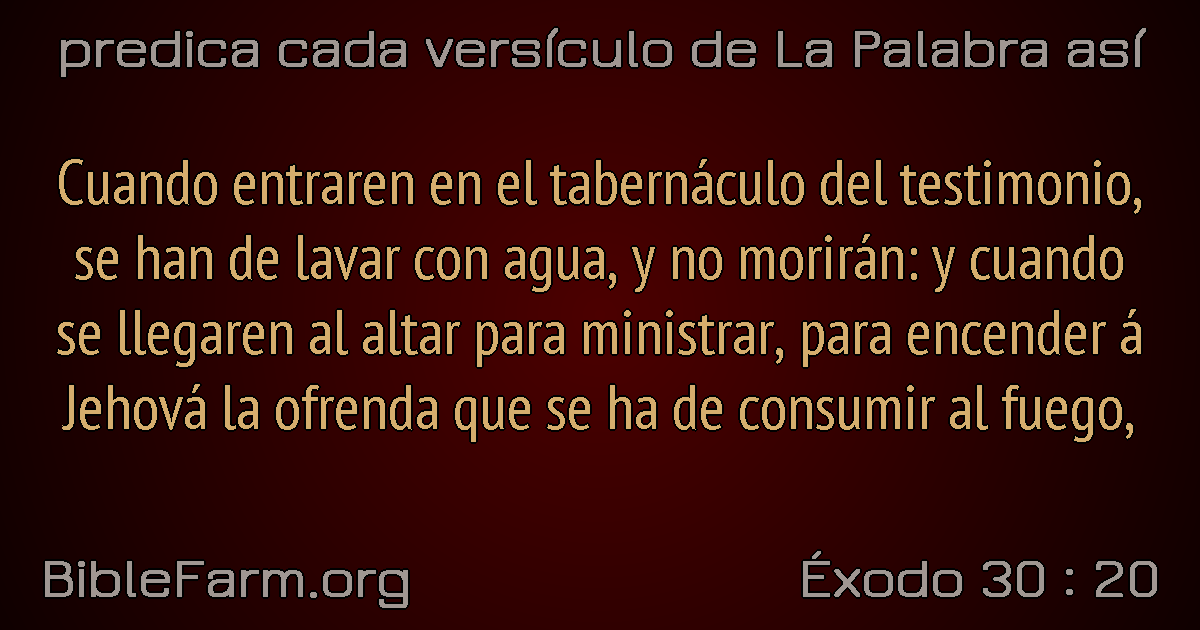 predica cada versículo de La Palabra así
Cuando entraren en el tabernáculo del testimonio,
se han de lavar con agua, y no morirán: y cuando
se llegaren al altar para ministrar, para encender á
Jehová la ofrenda que se ha de consumir al fuego,
BibleFarm.org
Éxodo 30 : 20